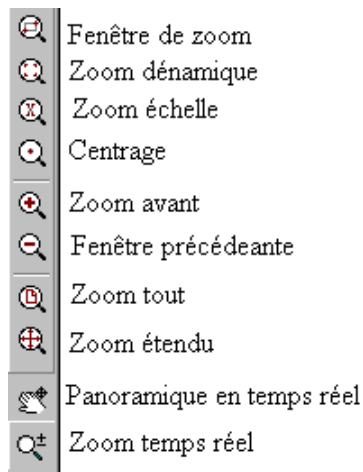 Fenêtre de zoom
Zoom dénamique
Zoom échelle
Centrage
Zoom avant
Fenêtre précédeante
Zoom tout
Zoom étendu
Panoramique en temps réel
Zoom temps réel